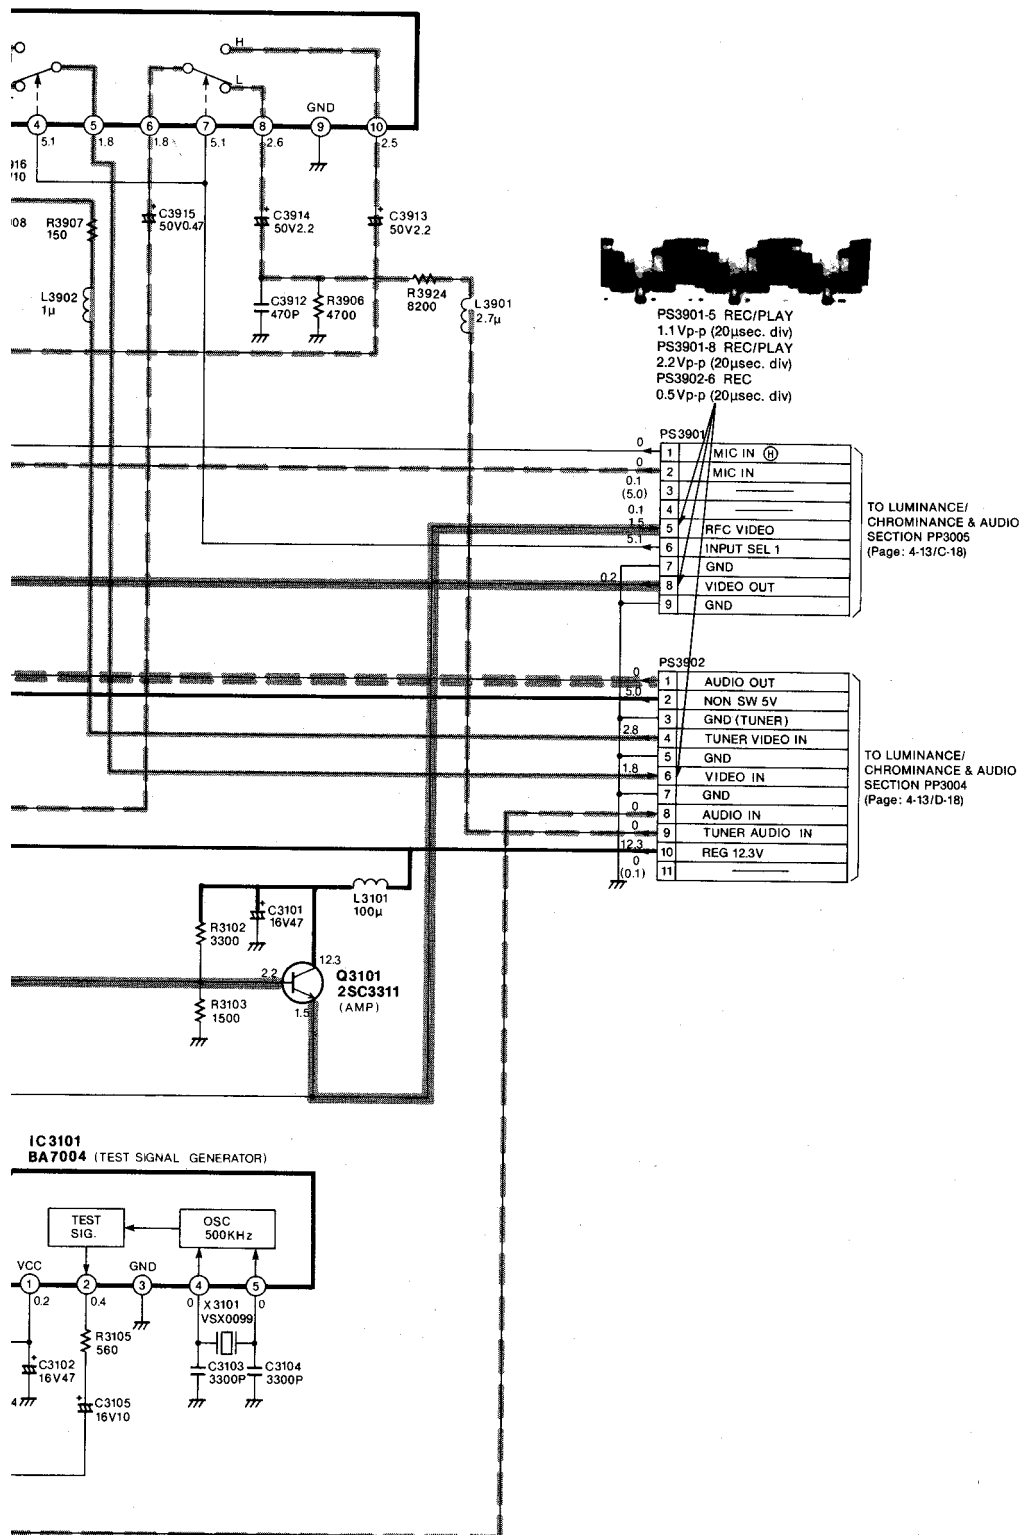 H
L
GND
4 5 6 7 8 9 10
5.1 1.8 1.8 5.1 2.6 2.5
916
/10
908
R3907
150
C3915
50V0.47
C3914
50V2.2
C3913
50V2.2
L3902
1µ
C3912
470P
R3906
4700
R3924
8200
L3901
2.7µ
PS3901-5 REC/PLAY
1.1Vp-p (20µsec. div)
PS3901-8 REC/PLAY
2.2Vp-p (20µsec. div)
PS3902-6 REC
0.5Vp-p (20µsec. div)
PS3901
0 1 MIC IN (H)
0 2 MIC IN
0.1
(5.0) 3
0.1 4
1.5 5 RFC VIDEO
5.1 6 INPUT SEL 1
7 GND
0.2 8 VIDEO OUT
9 GND
TO LUMINANCE/
CHROMINANCE & AUDIO
SECTION PP3005
(Page: 4-13/C-18)
PS3902
0 1 AUDIO OUT
5.0 2 NON SW 5V
3 GND (TUNER)
2.8 4 TUNER VIDEO IN
5 GND
1.8 6 VIDEO IN
7 GND
0 8 AUDIO IN
0 9 TUNER AUDIO IN
12.3 10 REG 12.3V
0
(0.1) 11
TO LUMINANCE/
CHROMINANCE & AUDIO
SECTION PP3004
(Page: 4-13/D-18)
L3101
100µ
C3101
16V47
R3102
3300
12.3
2.2
Q3101
2SC3311
(AMP)
1.5
R3103
1500
IC3101
BA7004 (TEST SIGNAL GENERATOR)
TEST
SIG.
OSC
500KHz
VCC
GND
1 2 3 4 5
0.2 0.4 0 0
X3101
VSX0099
R3105
560
C3102
16V47
C3103
3300P
C3104
3300P
4
C3105
16V10